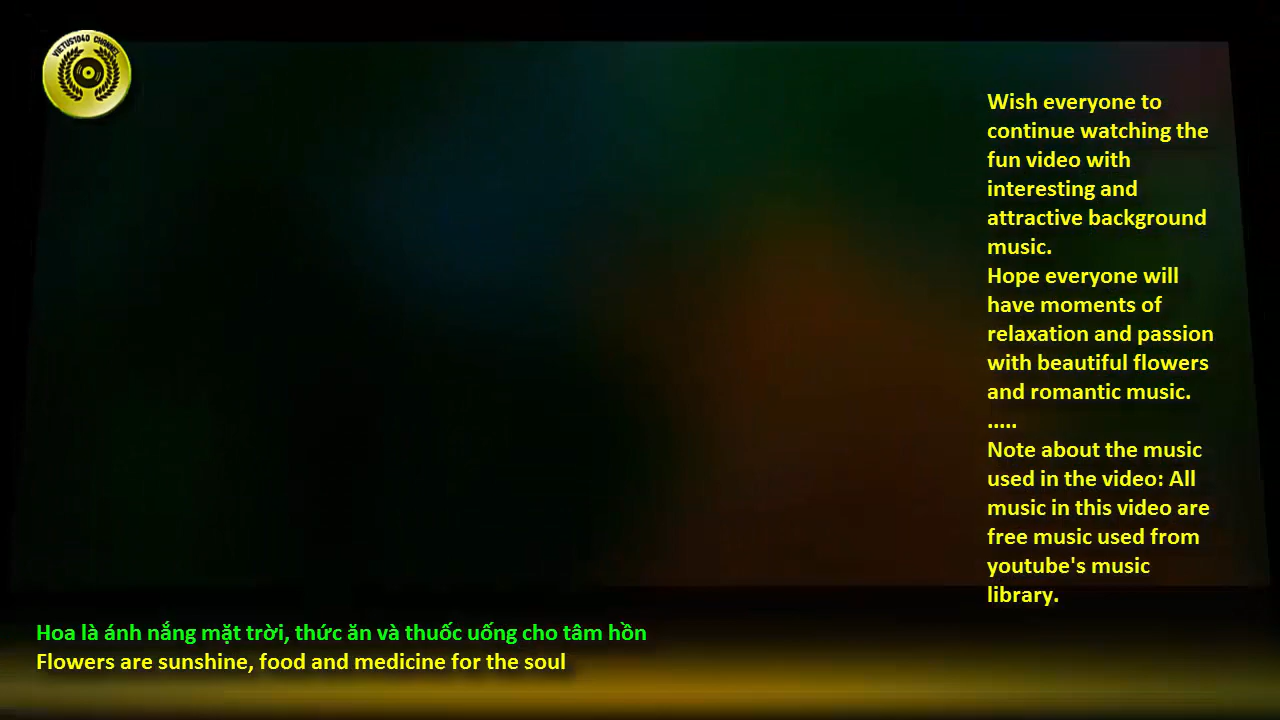 VIETUS1040 CHONNEL
Wish everyone to
continue watching the
fun video with
interesting and
attractive background
music.
Hope everyone will
have moments of
relaxation and passion
with beautiful flowers
and romantic music.
.....
Note about the music
used in the video: All
music in this video are
free music used from
youtube's music
library.
Hoa là ánh nắng mặt trời, thức ăn và thuốc uống cho tâm hồn
Flowers are sunshine, food and medicine for the soul